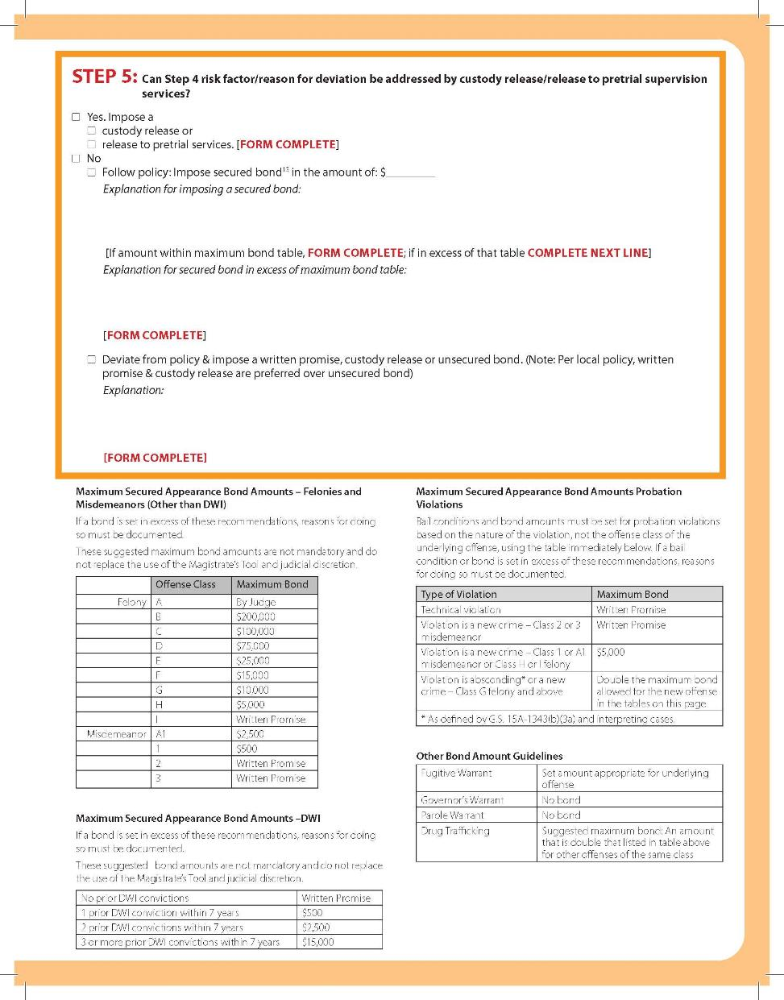 STEP 5: Can Step 4 risk factor/reason for deviation be addressed by custody release/release to pretrial supervision
services?
☐ Yes. Impose a
☐ custody release or
☐ release to pretrial services. [FORM COMPLETE]
☐ No
☐ Follow policy: Impose secured bond15 in the amount of: $________
Explanation for imposing a secured bond:
[If amount within maximum bond table, FORM COMPLETE; if in excess of that table COMPLETE NEXT LINE]
Explanation for secured bond in excess of maximum bond table:
[FORM COMPLETE]
☐ Deviate from policy & impose a written promise, custody release or unsecured bond. (Note: Per local policy, written
promise & custody release are preferred over unsecured bond)
Explanation:
[FORM COMPLETE]
Maximum Secured Appearance Bond Amounts – Felonies and
Misdemeanors (Other than DWI)
If a bond is set in excess of these recommendations, reasons for doing
so must be documented.
These suggested maximum bond amounts are not mandatory and do
not replace the use of the Magistrate's Tool and judicial discretion.
Offense Class Maximum Bond
Felony A By Judge
B $200,000
C $100,000
D $75,000
E $25,000
F $15,000
G $10,000
H $5,000
I Written Promise
Misdemeanor A1 $2,500
1 $500
2 Written Promise
3 Written Promise
Maximum Secured Appearance Bond Amounts –DWI
If a bond is set in excess of these recommendations, reasons for doing
so must be documented.
These suggested bond amounts are not mandatory and do not replace
the use of the Magistrate's Tool and judicial discretion.
No prior DWI convictions Written Promise
1 prior DWI conviction within 7 years $500
2 prior DWI convictions within 7 years $2,500
3 or more prior DWI convictions within 7 years $15,000
Maximum Secured Appearance Bond Amounts Probation
Violations
Bail conditions and bond amounts must be set for probation violations
based on the nature of the violation, not the offense class of the
underlying offense, using the table immediately below. If a bail
condition or bond is set in excess of these recommendations, reasons
for doing so must be documented.
Type of Violation Maximum Bond
Technical violation Written Promise
Violation is a new crime – Class 2 or 3 Written Promise
misdemeanor
Violation is a new crime – Class 1 or A1 $5,000
misdemeanor or Class H or I felony
Violation is absconding* or a new Double the maximum bond
crime – Class G felony and above allowed for the new offense
in the tables on this page
* As defined by G.S. 15A-1343(b)(3a) and interpreting cases.
Other Bond Amount Guidelines
Fugitive Warrant Set amount appropriate for underlying
offense
Governor's Warrant No bond
Parole Warrant No bond
Drug Trafficking Suggested maximum bond: An amount
that is double that listed in table above
for other offenses of the same class